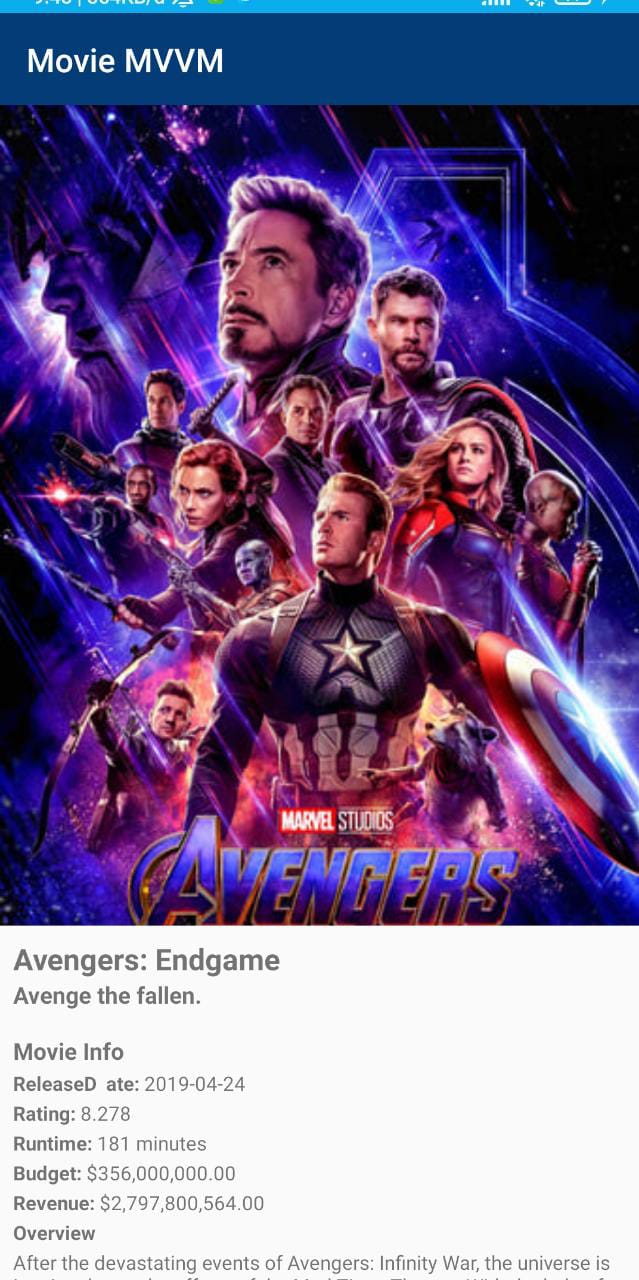 Movie MVVM
MARVEL STUDIOS
AVENGERS
Avengers: Endgame
Avenge the fallen.
Movie Info
ReleaseD ate: 2019-04-24
Rating: 8.278
Runtime: 181 minutes
Budget: $356,000,000.00
Revenue: $2,797,800,564.00
Overview
After the devastating events of Avengers: Infinity War, the universe is